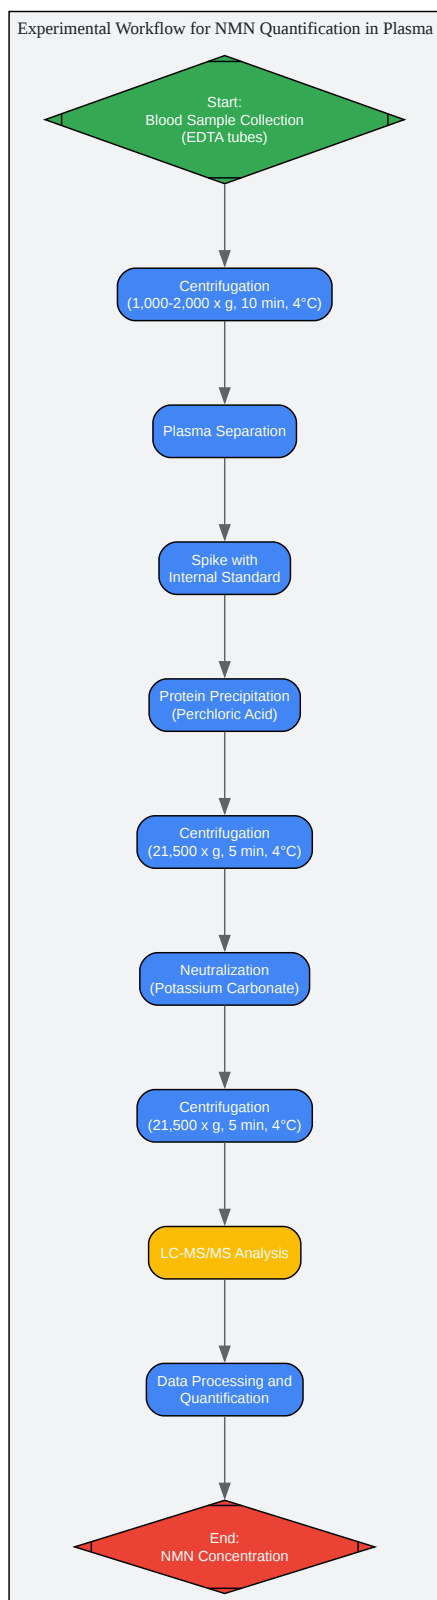 Experimental Workflow for NMN Quantification in Plasma
Start:
Blood Sample Collection
(EDTA tubes)
Centrifugation
(1,000-2,000 x g, 10 min, 4°C)
Plasma Separation
Spike with
Internal Standard
Protein Precipitation
(Perchloric Acid)
Centrifugation
(21,500 x g, 5 min, 4°C)
Neutralization
(Potassium Carbonate)
Centrifugation
(21,500 x g, 5 min, 4°C)
LC-MS/MS Analysis
Data Processing and
Quantification
End:
NMN Concentration